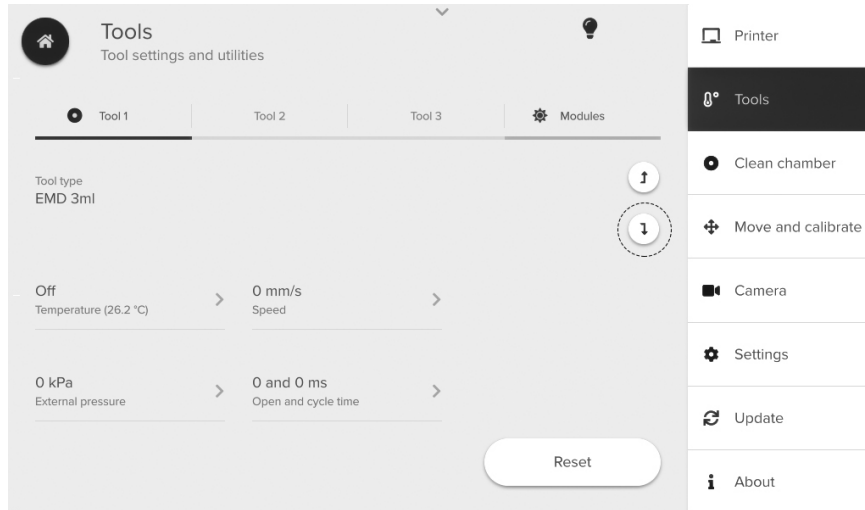 Tools
Tool settings and utilities
Tool 1
Tool 2
Tool 3
Modules
Tool type
EMD 3ml
Off
Temperature (26.2 °C)
0 mm/s
Speed
0 kPa
External pressure
0 and 0 ms
Open and cycle time
Reset
Printer
Tools
Clean chamber
Move and calibrate
Camera
Settings
Update
About